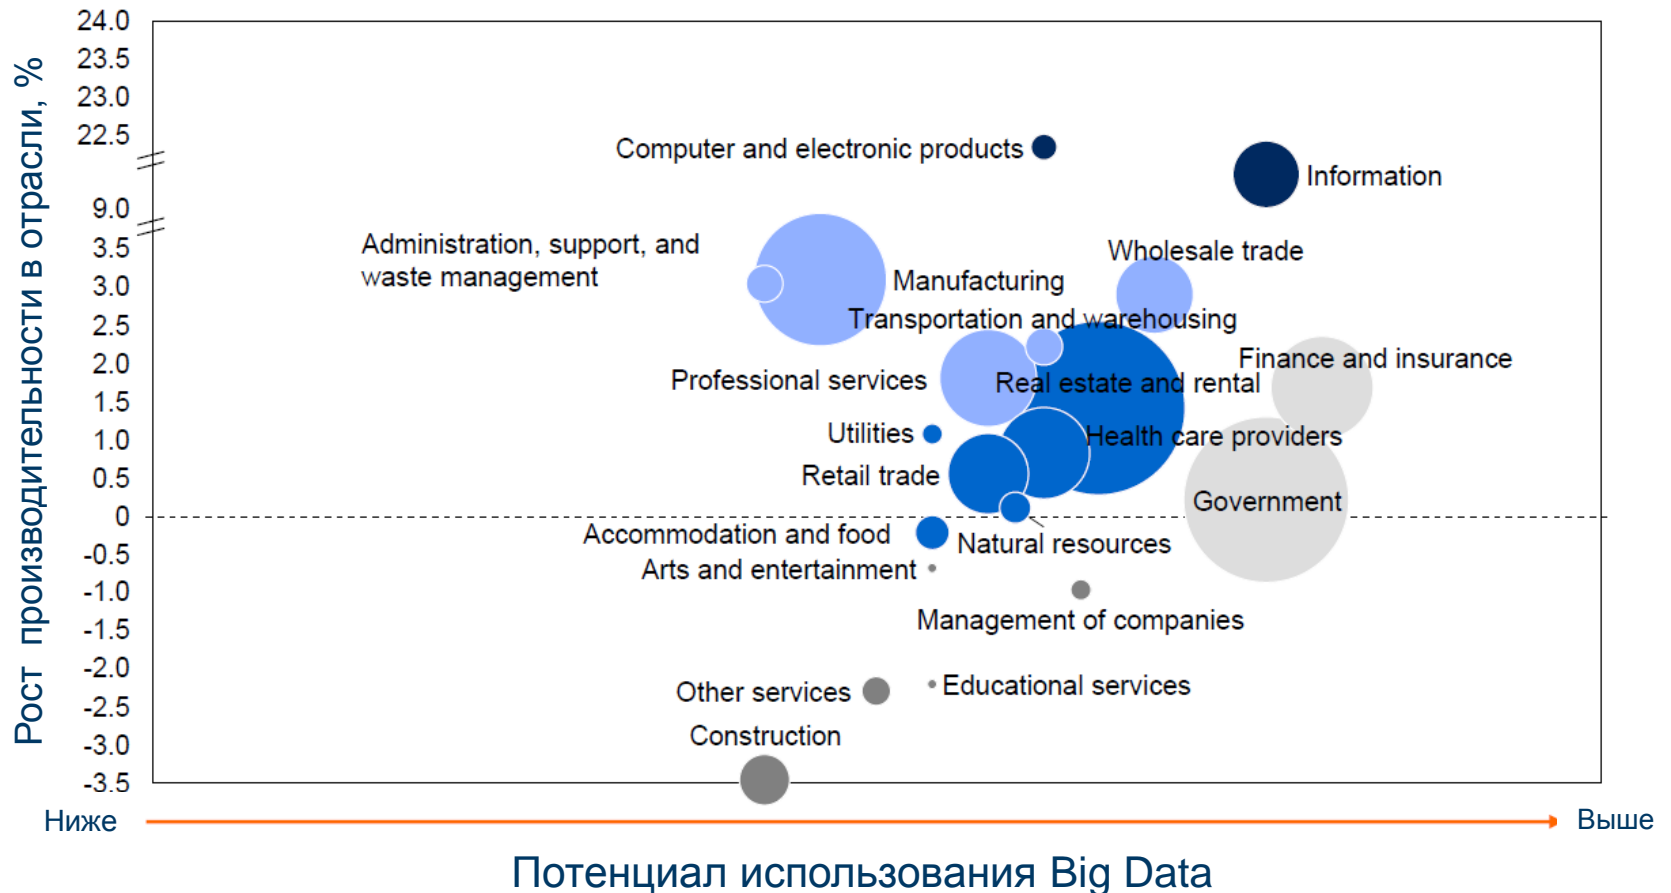 Рост производительности в отрасли, %
24.0
23.5
23.0
22.5
9.0
3.5
3.0
2.5
2.0
1.5
1.0
0.5
0
-0.5
-1.0
-1.5
-2.0
-2.5
-3.0
-3.5
Computer and electronic products
Information
Administration, support, and
waste management
Manufacturing
Wholesale trade
Transportation and warehousing
Finance and insurance
Professional services
Real estate and rental
Utilities
Health care providers
Retail trade
Government
Accommodation and food
Natural resources
Arts and entertainment
Management of companies
Other services
Educational services
Construction
Ниже
Выше
Потенциал использования Big Data